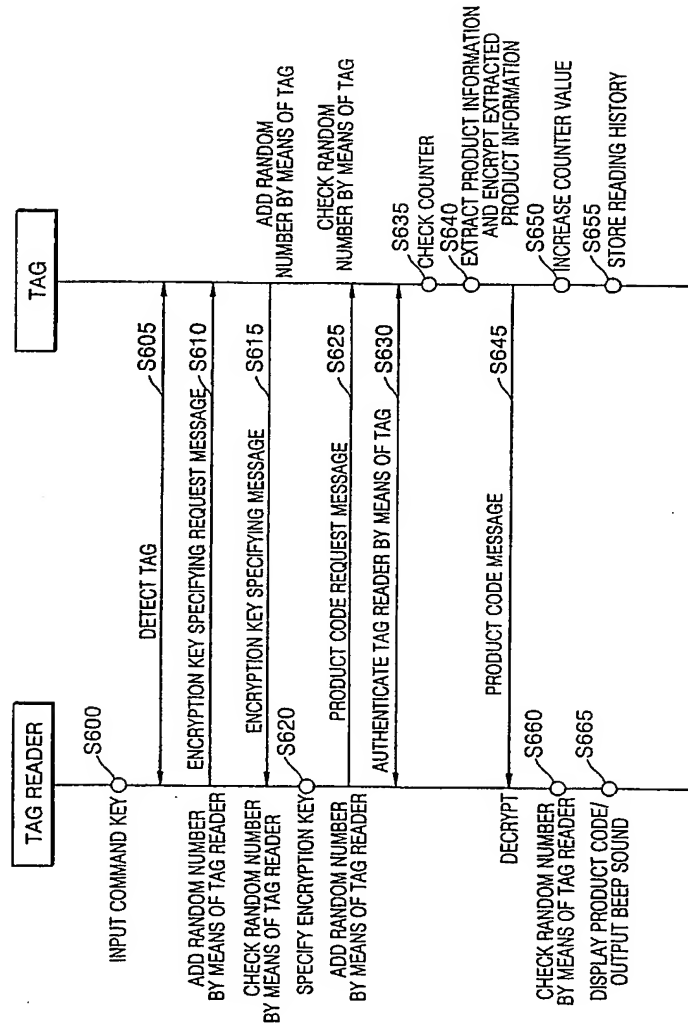 TAG READER
TAG
S600
INPUT COMMAND KEY
DETECT TAG
S605
ADD RANDOM NUMBER
BY MEANS OF TAG READER
ENCRYPTION KEY SPECIFYING REQUEST MESSAGE
S610
CHECK RANDOM NUMBER
BY MEANS OF TAG READER
ENCRYPTION KEY SPECIFYING MESSAGE
S615
ADD RANDOM
NUMBER BY MEANS OF TAG
SPECIFY ENCRYPTION KEY
S620
ADD RANDOM NUMBER
BY MEANS OF TAG READER
PRODUCT CODE REQUEST MESSAGE
S625
CHECK RANDOM
NUMBER BY MEANS OF TAG
AUTHENTICATE TAG READER BY MEANS OF TAG
S630
S635
CHECK COUNTER
S640
EXTRACT PRODUCT INFORMATION
AND ENCRYPT EXTRACTED
PRODUCT INFORMATION
DECRYPT
PRODUCT CODE MESSAGE
S645
S650
INCREASE COUNTER VALUE
S655
STORE READING HISTORY
S660
CHECK RANDOM NUMBER
BY MEANS OF TAG READER
S665
DISPLAY PRODUCT CODE/
OUTPUT BEEP SOUND